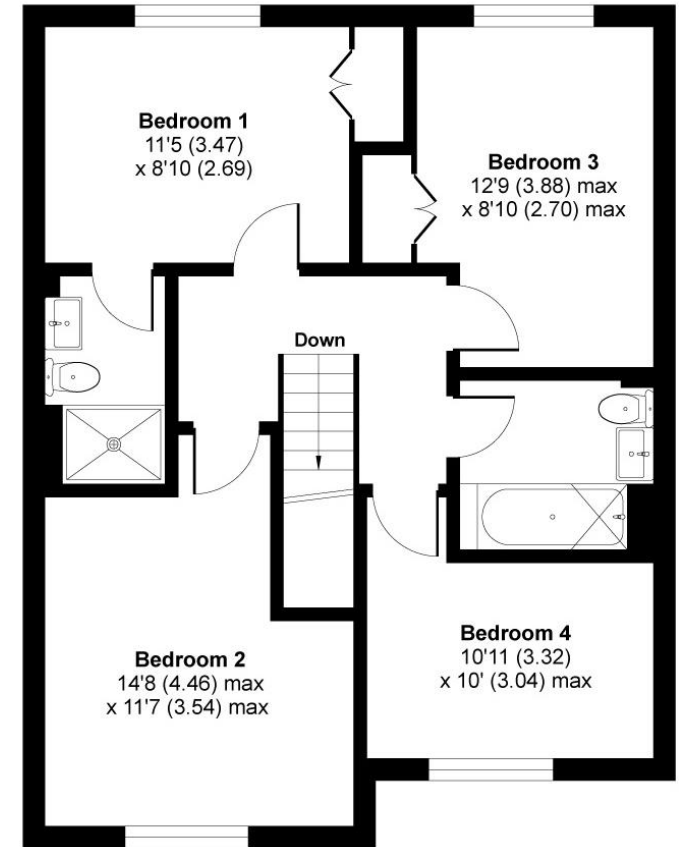 Bedroom 1
11'5 (3.47)
x 8'10 (2.69)
Bedroom 3
12'9 (3.88) max
x 8'10 (2.70) max
Down
Bedroom 2
14'8 (4.46) max
x 11'7 (3.54) max
Bedroom 4
10'11 (3.32)
x 10' (3.04) max